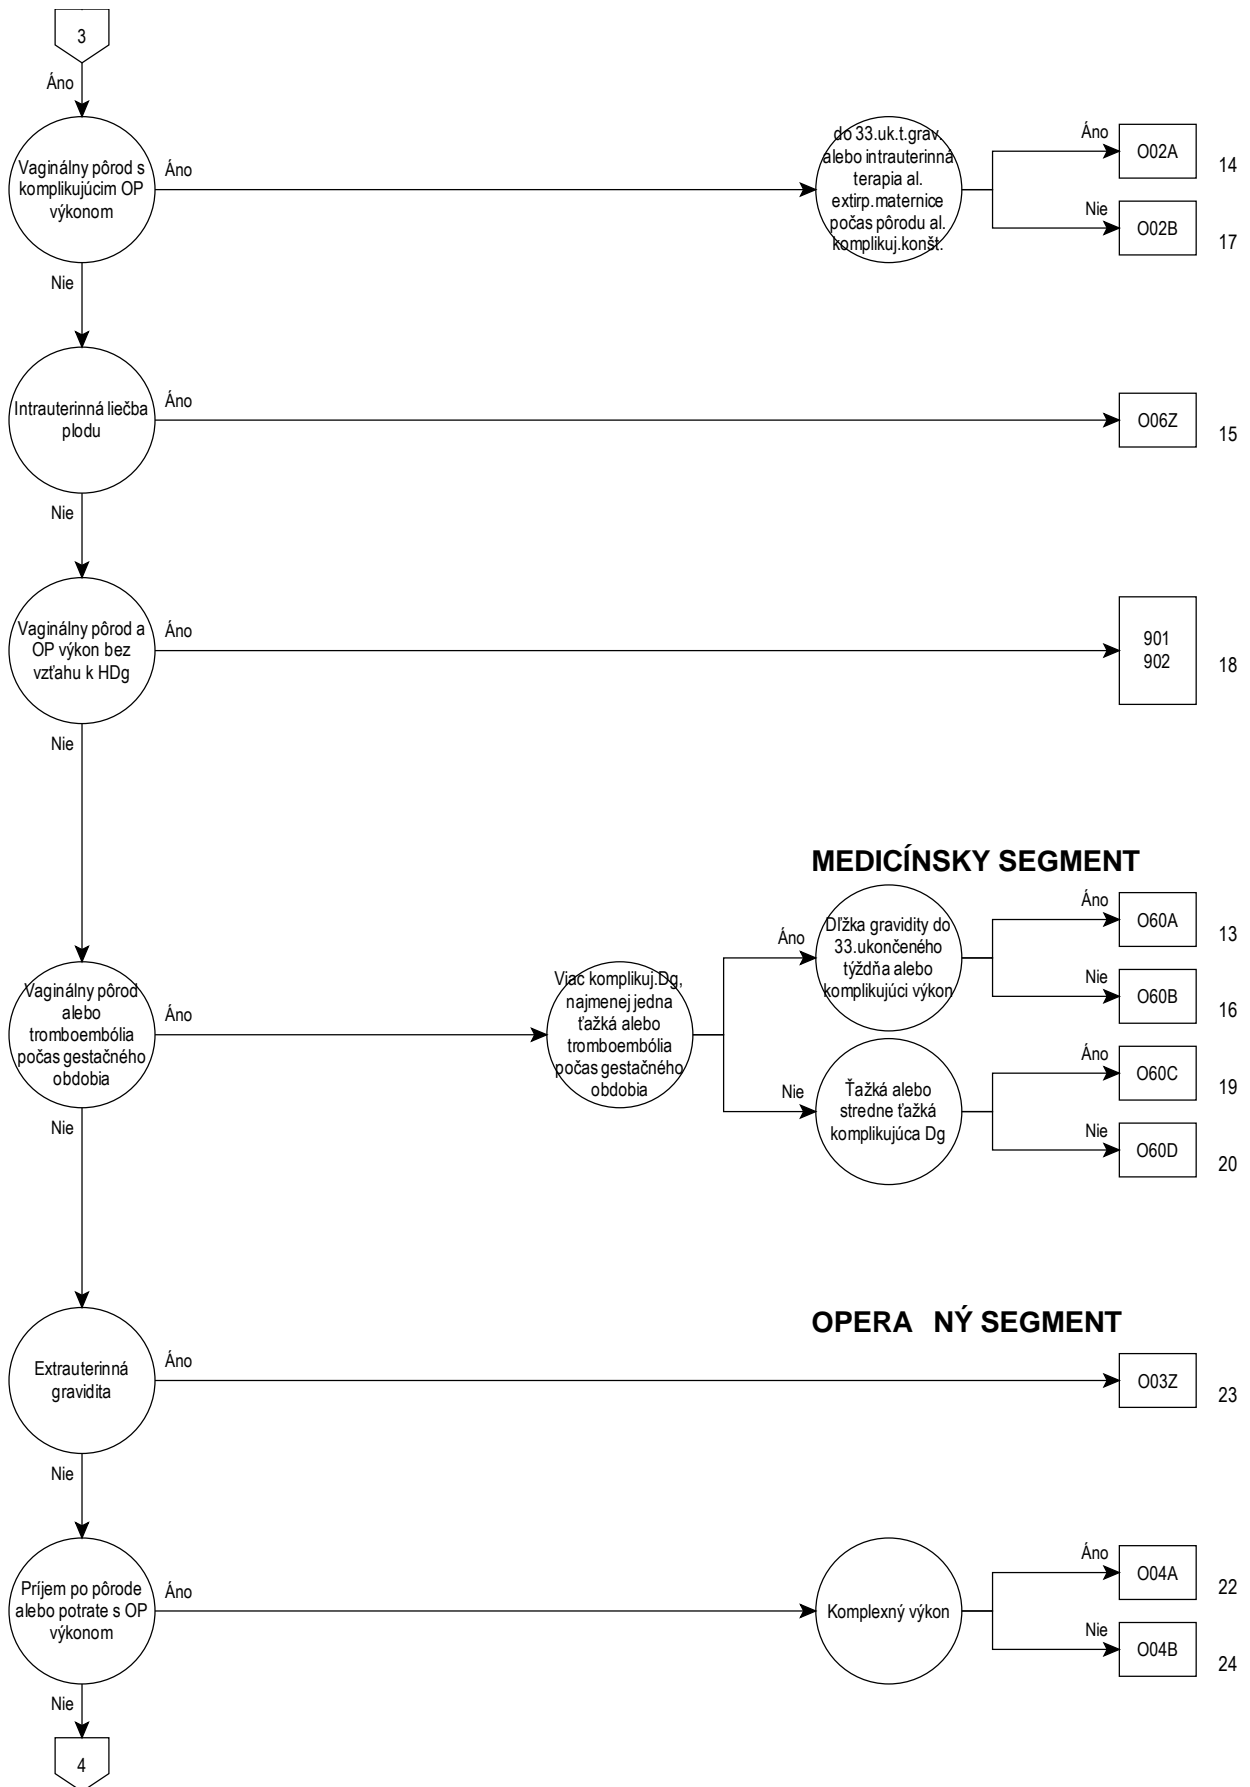 3
Áno
Vaginálny pôrod s
komplikujúcim OP
výkonom
Áno
do 33.uk.t.grav.
alebo intrauterinná
terapia al.
extirp.maternice
počas pôrodu al.
komplikuj.konšt.
Áno
O02A
14
Nie
O02B
17
Nie
Intrauterinná liečba
plodu
Áno
O06Z
15
Nie
Vaginálny pôrod a
OP výkon bez
vzťahu k HDg
Áno
901
902
18
Nie
MEDICÍNSKY SEGMENT
Vaginálny pôrod
alebo
tromboembólia
počas gestačného
obdobia
Áno
Viac komplikuj.Dg,
najmenej jedna
ťažká alebo
tromboembólia
počas gestačného
obdobia
Áno
Dĺžka gravidity do
33.ukončeného
týždňa alebo
komplikujúci výkon
Áno
O60A
13
Nie
O60B
16
Nie
Ťažká alebo
stredne ťažká
komplikujúca Dg
Áno
O60C
19
Nie
O60D
20
Nie
OPERA NÝ SEGMENT
Extrauterinná
gravidita
Áno
O03Z
23
Nie
Príjem po pôrode
alebo potrate s OP
výkonom
Áno
Komplexný výkon
Áno
O04A
22
Nie
O04B
24
Nie
4